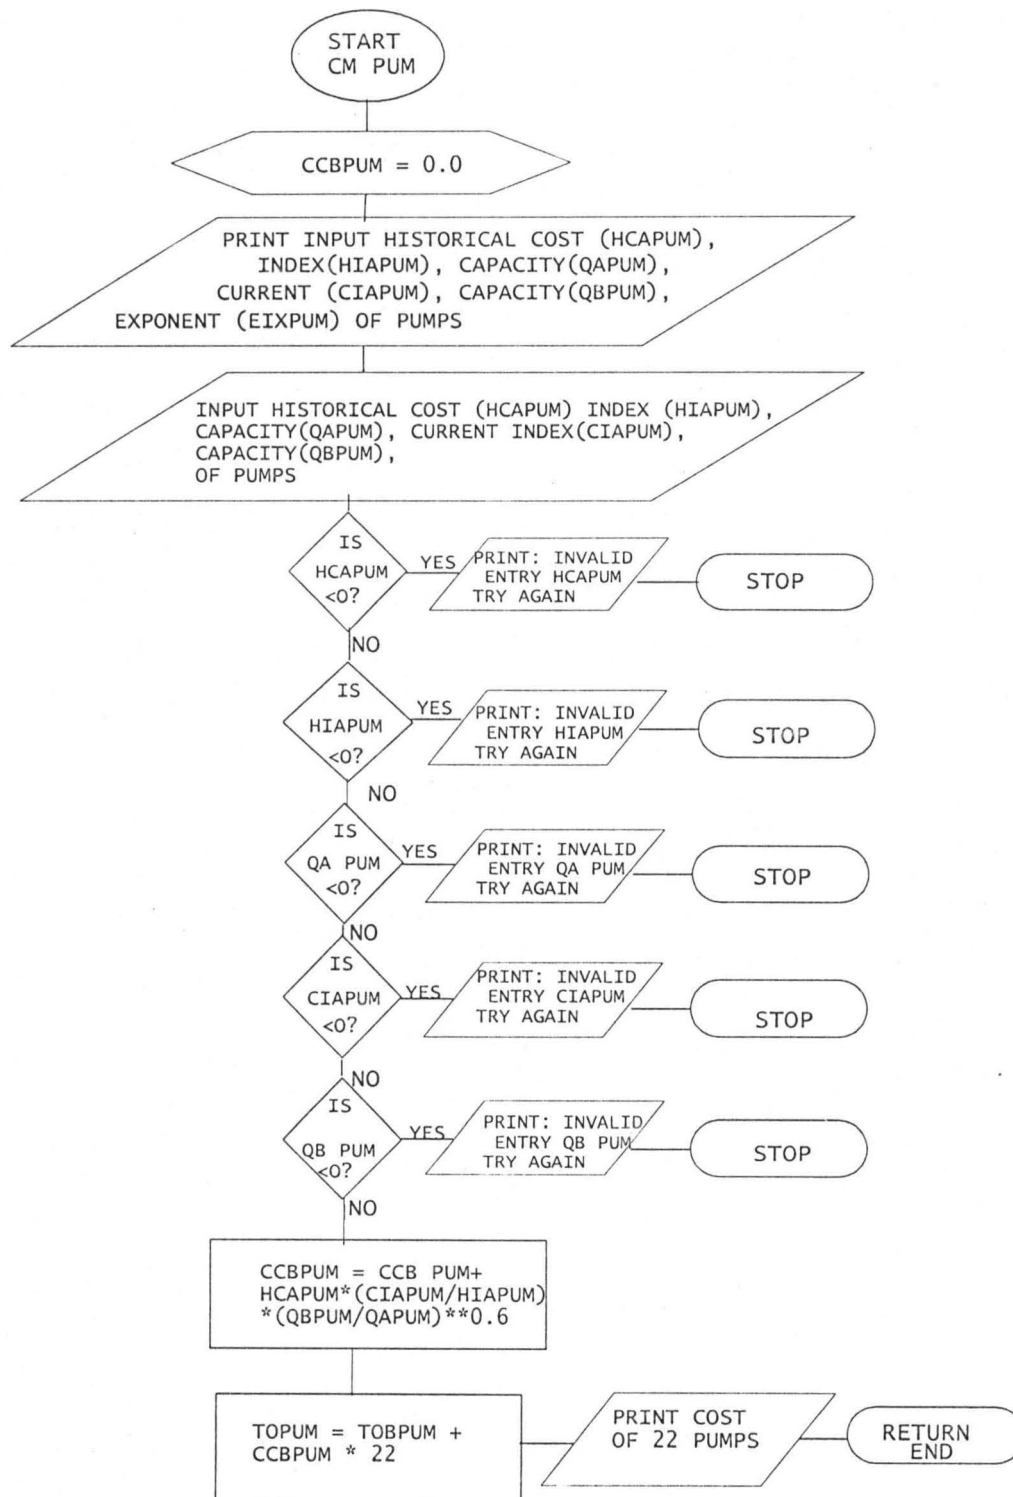 START
CM PUM
CCBPUM = 0.0
PRINT INPUT HISTORICAL COST (HCAPUM),
INDEX(HIAPUM), CAPACITY(QAPUM),
CURRENT (CIAPUM), CAPACITY(QBPUM),
EXPONENT (EIXPUM) OF PUMPS
INPUT HISTORICAL COST (HCAPUM) INDEX (HIAPUM),
CAPACITY(QAPUM), CURRENT INDEX(CIAPUM),
CAPACITY(QBPUM),
OF PUMPS
IS
HCAPUM
<O?
YES
PRINT: INVALID
ENTRY HCAPUM
TRY AGAIN
STOP
NO
IS
HIAPUM
<O?
YES
PRINT: INVALID
ENTRY HIAPUM
TRY AGAIN
STOP
NO
IS
QA PUM
<O?
YES
PRINT: INVALID
ENTRY QA PUM
TRY AGAIN
STOP
NO
IS
CIAPUM
<O?
YES
PRINT: INVALID
ENTRY CIAPUM
TRY AGAIN
STOP
NO
IS
QB PUM
<O?
YES
PRINT: INVALID
ENTRY QB PUM
TRY AGAIN
STOP
NO
CCBPUM = CCB PUM+
HCAPUM*(CIAPUM/HIAPUM)
*(QBPUM/QAPUM)**0.6
TOPUM = TOBPUM +
CCBPUM * 22
PRINT COST
OF 22 PUMPS
RETURN
END